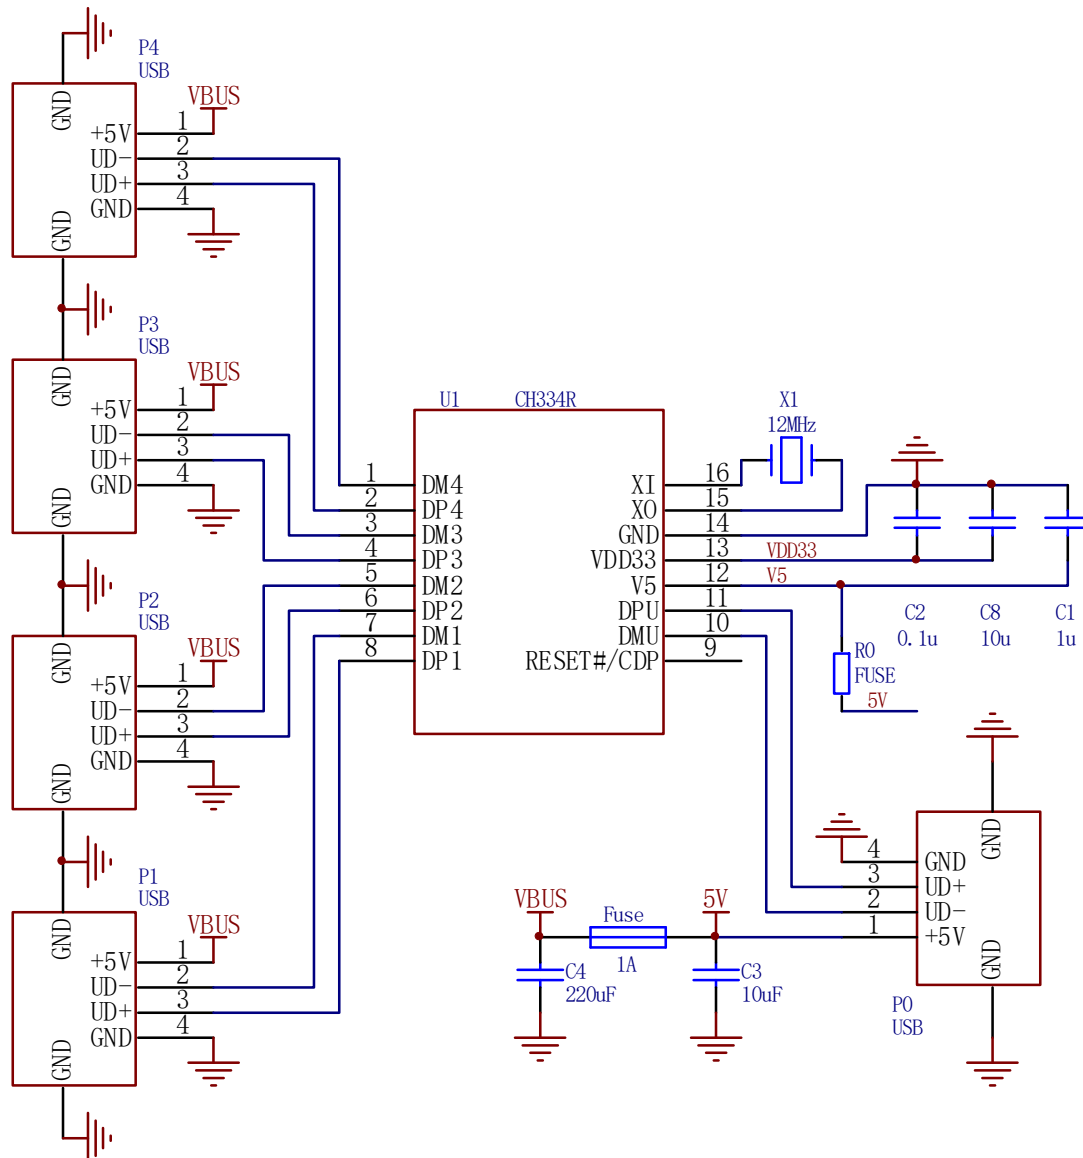 P4
USB
GND
VBUS
+5V 1
UD- 2
UD+ 3
GND 4
GND
P3
USB
GND
VBUS
+5V 1
UD- 2
UD+ 3
GND 4
GND
P2
USB
GND
VBUS
+5V 1
UD- 2
UD+ 3
GND 4
GND
P1
USB
GND
VBUS
+5V 1
UD- 2
UD+ 3
GND 4
GND
U1 CH334R
1 DM4
2 DP4
3 DM3
4 DP3
5 DM2
6 DP2
7 DM1
8 DP1
XI 16
XO 15
GND 14
VDD33 13
V5 12
DPU 11
DMU 10
RESET#/CDP 9
X1
12MHz
VDD33
V5
C2
0.1u
C8
10u
C1
1u
R0
FUSE
5V
GND
4 GND
3 UD+
2 UD-
1 +5V
GND
P0
USB
VBUS
Fuse
1A
5V
C4
220uF
C3
10uF